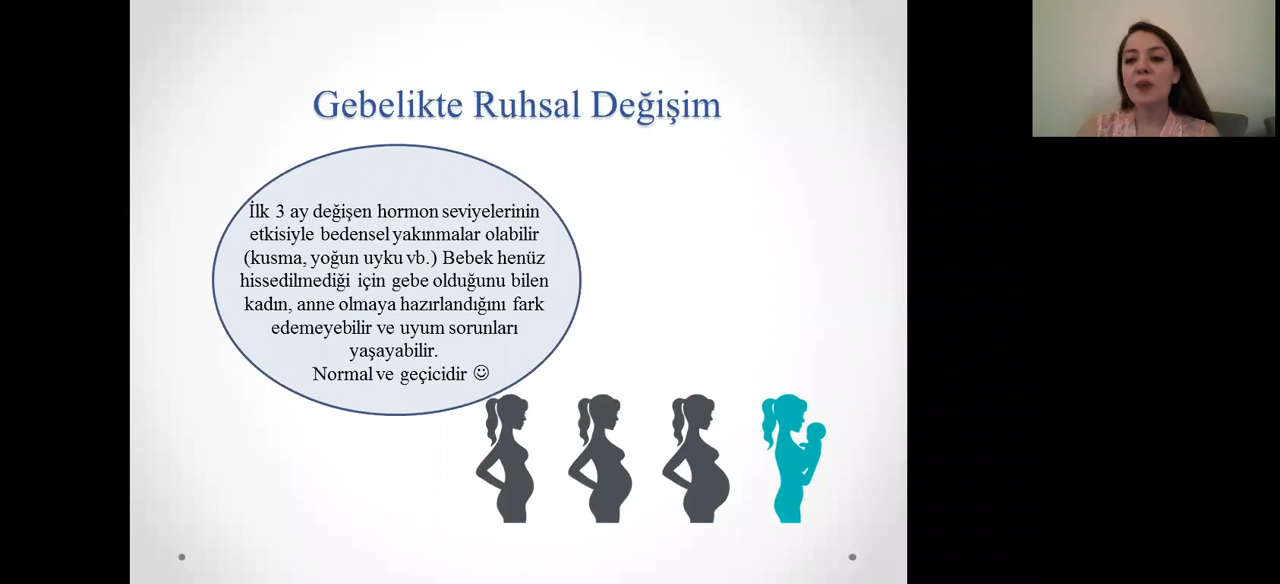 Gebelikte Ruhsal Değişim
İlk 3 ay değişen hormon seviyelerinin
etkisiyle bedensel yakınmalar olabilir
(kusma, yoğun uyku vb.) Bebek henüz
hissedilmediği için gebe olduğunu bilen
kadın, anne olmaya hazırlandığını fark
edemeyebilir ve uyum sorunları
yaşayabilir.
Normal ve geçicidir ☺